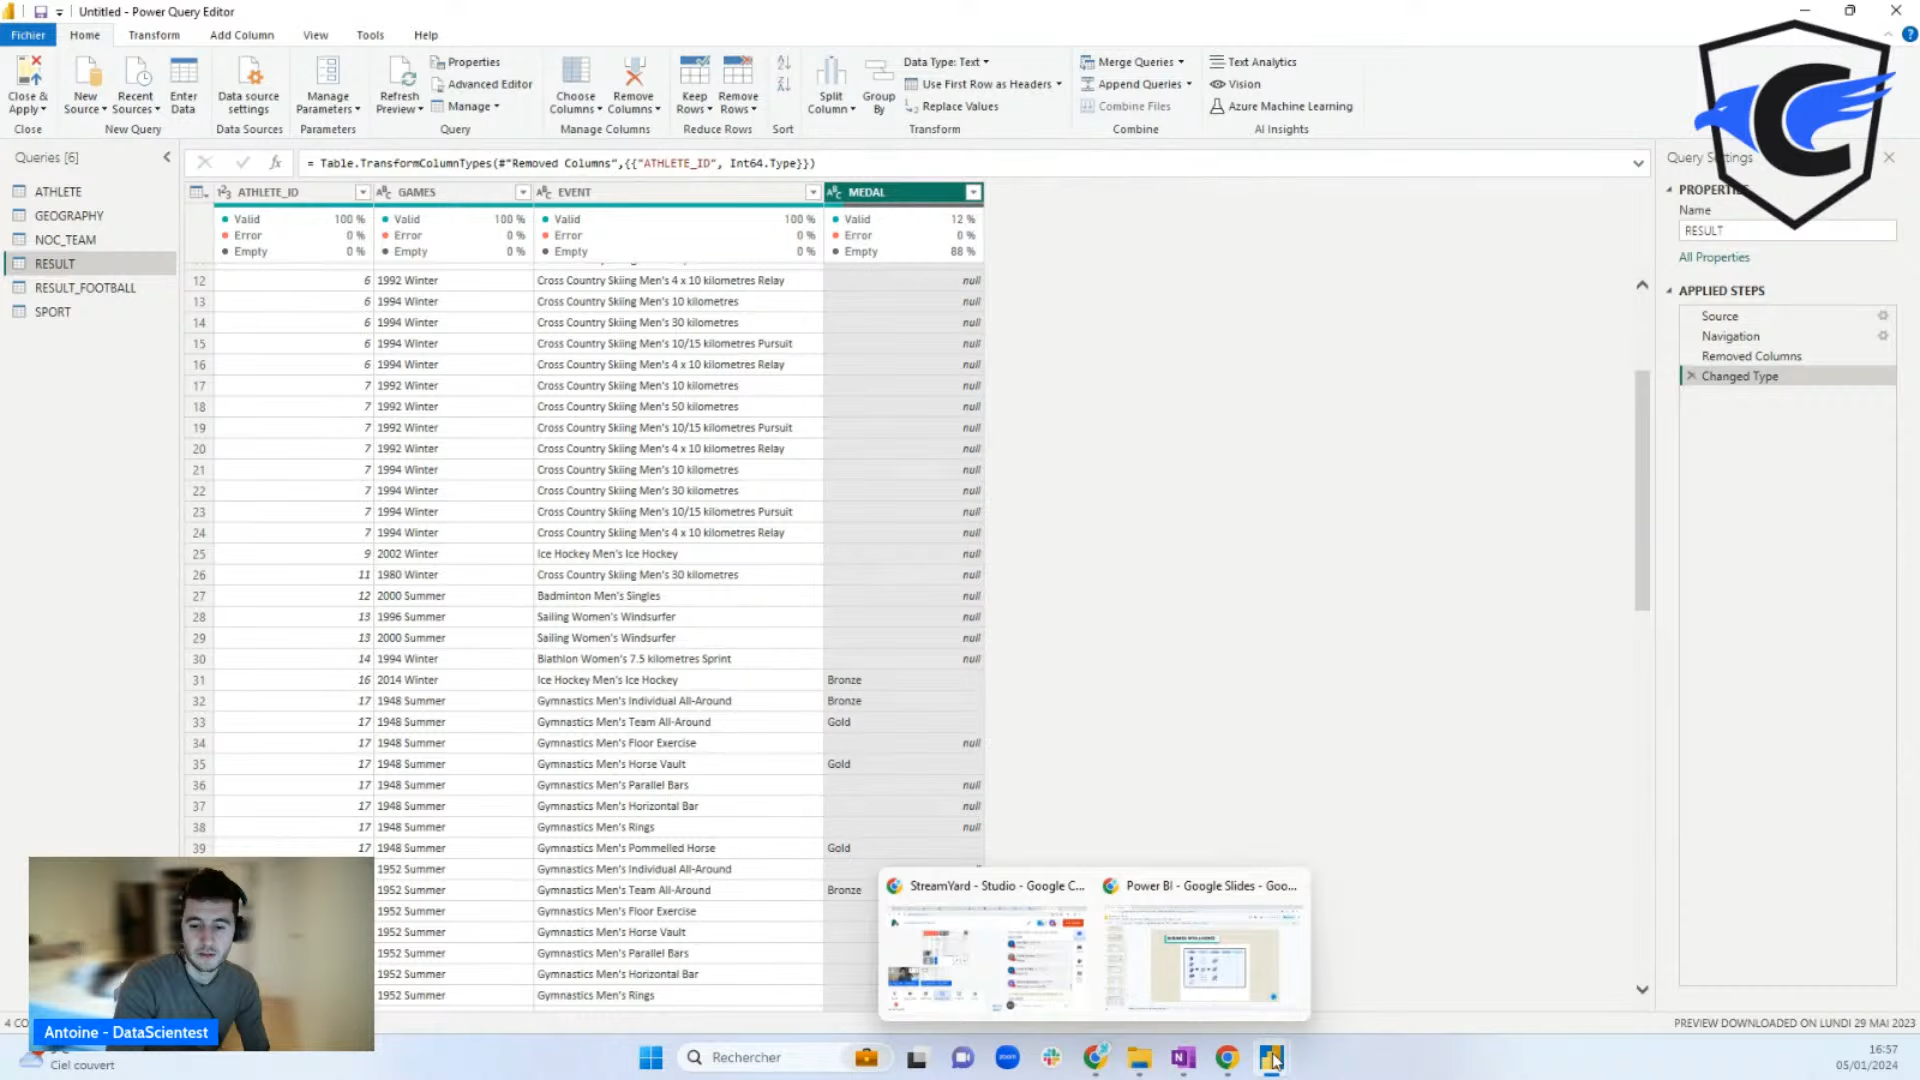 Untitled - Power Query Editor
Fichier Home Transform Add Column View Tools Help
Close & Apply
New Source
Recent Sources
Enter Data
Data source settings
Manage Parameters
Refresh Preview
Properties
Advanced Editor
Manage
Choose Columns
Remove Columns
Keep Rows
Remove Rows
Split Column
Group By
Data Type: Text
Use First Row as Headers
Replace Values
Merge Queries
Append Queries
Combine Files
Text Analytics
Vision
Azure Machine Learning
Close New Query Data Sources Parameters Query Manage Columns Reduce Rows Sort Transform Combine AI Insights
Queries [6]
ATHLETE
GEOGRAPHY
NOC_TEAM
RESULT
RESULT_FOOTBALL
SPORT
= Table.TransformColumnTypes(#"Removed Columns",{{"ATHLETE_ID", Int64.Type}})
ATHLETE_ID GAMES EVENT MEDAL
Valid 100 % Valid 100 % Valid 100 % Valid 12 %
Error 0 % Error 0 % Error 0 % Error 0 %
Empty 0 % Empty 0 % Empty 0 % Empty 88 %
12 6 1992 Winter Cross Country Skiing Men's 4 x 10 kilometres Relay null
13 6 1994 Winter Cross Country Skiing Men's 10 kilometres null
14 6 1994 Winter Cross Country Skiing Men's 30 kilometres null
15 6 1994 Winter Cross Country Skiing Men's 10/15 kilometres Pursuit null
16 6 1994 Winter Cross Country Skiing Men's 4 x 10 kilometres Relay null
17 7 1992 Winter Cross Country Skiing Men's 10 kilometres null
18 7 1992 Winter Cross Country Skiing Men's 50 kilometres null
19 7 1992 Winter Cross Country Skiing Men's 10/15 kilometres Pursuit null
20 7 1992 Winter Cross Country Skiing Men's 4 x 10 kilometres Relay null
21 7 1994 Winter Cross Country Skiing Men's 10 kilometres null
22 7 1994 Winter Cross Country Skiing Men's 30 kilometres null
23 7 1994 Winter Cross Country Skiing Men's 10/15 kilometres Pursuit null
24 7 1994 Winter Cross Country Skiing Men's 4 x 10 kilometres Relay null
25 9 2002 Winter Ice Hockey Men's Ice Hockey null
26 11 1980 Winter Cross Country Skiing Men's 30 kilometres null
27 12 2000 Summer Badminton Men's Singles null
28 13 1996 Summer Sailing Women's Windsurfer null
29 13 2000 Summer Sailing Women's Windsurfer null
30 14 1994 Winter Biathlon Women's 7.5 kilometres Sprint null
31 16 2014 Winter Ice Hockey Men's Ice Hockey Bronze
32 17 1948 Summer Gymnastics Men's Individual All-Around Bronze
33 17 1948 Summer Gymnastics Men's Team All-Around Gold
34 17 1948 Summer Gymnastics Men's Floor Exercise null
35 17 1948 Summer Gymnastics Men's Horse Vault Gold
36 17 1948 Summer Gymnastics Men's Parallel Bars null
37 17 1948 Summer Gymnastics Men's Horizontal Bar null
38 17 1948 Summer Gymnastics Men's Rings null
39 17 1948 Summer Gymnastics Men's Pommelled Horse Gold
1952 Summer Gymnastics Men's Individual All-Around
1952 Summer Gymnastics Men's Team All-Around Bronze
1952 Summer Gymnastics Men's Floor Exercise
1952 Summer Gymnastics Men's Horse Vault
1952 Summer Gymnastics Men's Parallel Bars
1952 Summer Gymnastics Men's Horizontal Bar
1952 Summer Gymnastics Men's Rings
Query Settings
PROPERTIES
Name
RESULT
All Properties
APPLIED STEPS
Source
Navigation
Removed Columns
Changed Type
StreamYard - Studio - Google C...
Power BI - Google Slides - Goo...
BUSINESS INTELLIGENCE
4 CO
PREVIEW DOWNLOADED ON LUNDI 29 MAI 2023
Antoine - DataScientest
Ciel couvert
Rechercher
zoom
16:57
05/01/2024
C